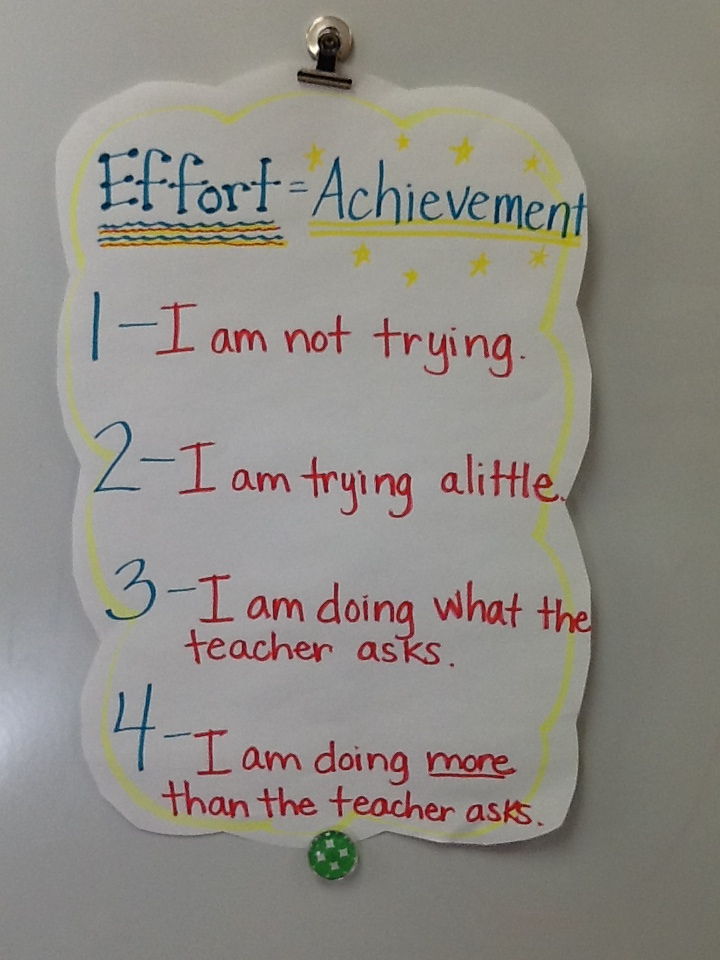 Effort = Achievement
1 - I am not trying.
2 - I am trying alittle.
3 - I am doing what the
teacher asks.
4 - I am doing more
than the teacher asks.